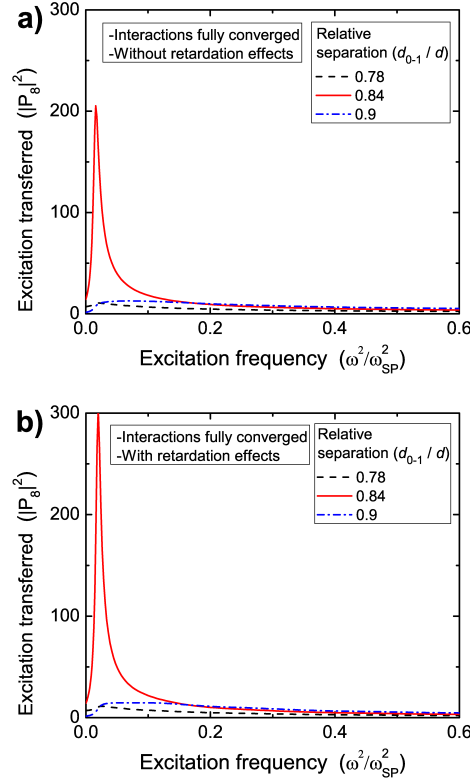 a)
300
200
100
0
0.0 0.2 0.4 0.6
Excitation transferred (|P₈|²)
-Interactions fully converged
-Without retardation effects
Relative
separation (d₀₋₁ / d)
0.78
0.84
0.9
Excitation frequency (ω²/ω²SP)
b)
300
200
100
0
0.0 0.2 0.4 0.6
Excitation transferred (|P₈|²)
-Interactions fully converged
-With retardation effects
Relative
separation (d₀₋₁ / d)
0.78
0.84
0.9
Excitation frequency (ω²/ω²SP)